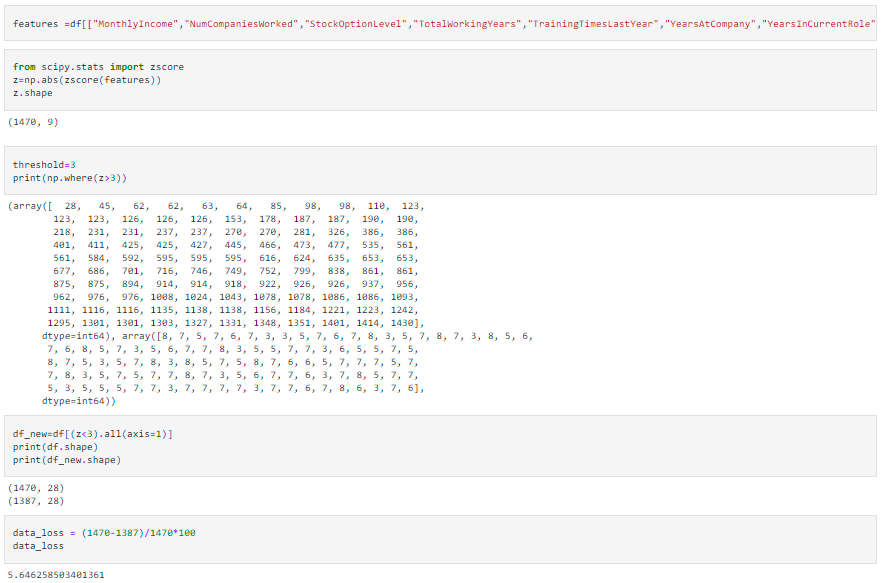 features =df[["MonthlyIncome","NumCompaniesWorked","StockOptionLevel","TotalWorkingYears","TrainingTimesLastYear","YearsAtCompany","YearsInCurrentRole"
from scipy.stats import zscore
z=np.abs(zscore(features))
z.shape
(1470, 9)
threshold=3
print(np.where(z>3))
(array([  28,   45,   62,   62,   63,   64,   85,   98,   98,  110,  123,
123,  123,  126,  126,  126,  153,  178,  187,  187,  190,  190,
218,  231,  231,  237,  237,  270,  270,  281,  326,  386,  386,
401,  411,  425,  425,  427,  445,  466,  473,  477,  535,  561,
561,  584,  592,  595,  595,  595,  616,  624,  635,  653,  653,
677,  686,  701,  716,  746,  749,  752,  799,  838,  861,  861,
875,  875,  894,  914,  914,  918,  922,  926,  926,  937,  956,
962,  976,  976, 1008, 1024, 1043, 1078, 1078, 1086, 1086, 1093,
1111, 1116, 1116, 1135, 1138, 1138, 1156, 1184, 1221, 1223, 1242,
1295, 1301, 1301, 1303, 1327, 1331, 1348, 1351, 1401, 1414, 1430],
dtype=int64), array([8, 7, 5, 7, 6, 7, 3, 3, 5, 7, 6, 7, 8, 3, 5, 7, 8, 7, 3, 8, 5, 6,
7, 6, 8, 5, 7, 3, 5, 6, 7, 7, 8, 3, 5, 5, 7, 7, 3, 6, 5, 5, 7, 5,
8, 7, 5, 3, 5, 7, 8, 3, 8, 5, 7, 5, 8, 7, 6, 6, 5, 7, 7, 7, 5, 7,
7, 8, 3, 5, 7, 5, 7, 7, 8, 7, 3, 5, 6, 7, 7, 6, 3, 7, 8, 5, 7, 7,
5, 3, 5, 5, 5, 7, 7, 3, 7, 7, 7, 7, 3, 7, 7, 6, 7, 8, 6, 3, 7, 6],
dtype=int64))
df_new=df[(z<3).all(axis=1)]
print(df.shape)
print(df_new.shape)
(1470, 28)
(1387, 28)
data_loss = (1470-1387)/1470*100
data_loss
5.646258503401361